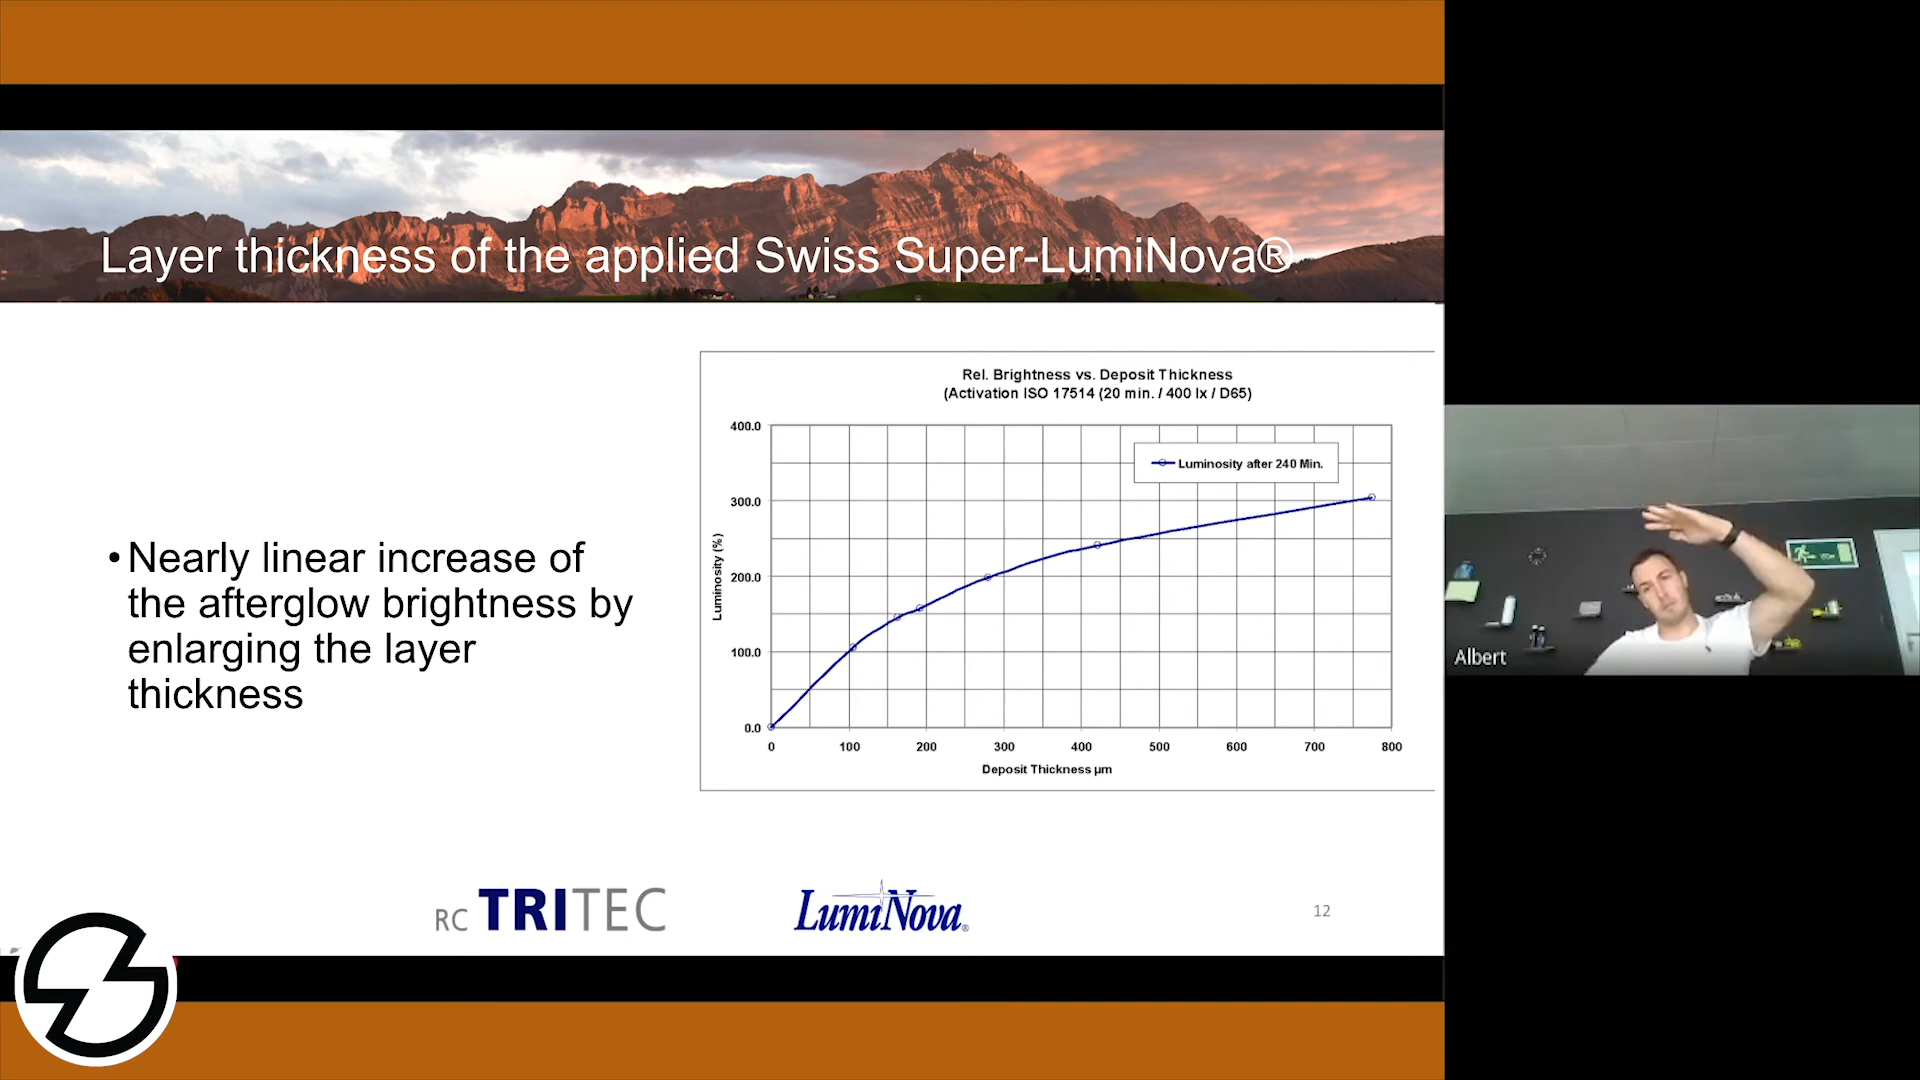 Layer thickness of the applied Swiss Super-LumiNova®
• Nearly linear increase of
the afterglow brightness by
enlarging the layer
thickness
Rel. Brightness vs. Deposit Thickness
(Activation ISO 17514 (20 min. / 400 lx / D65)
Luminosity after 240 Min.
Luminosity (%)
400.0
300.0
200.0
100.0
0.0
0 100 200 300 400 500 600 700 800
Deposit Thickness µm
RC TRITEC
LumiNova®
12
Albert